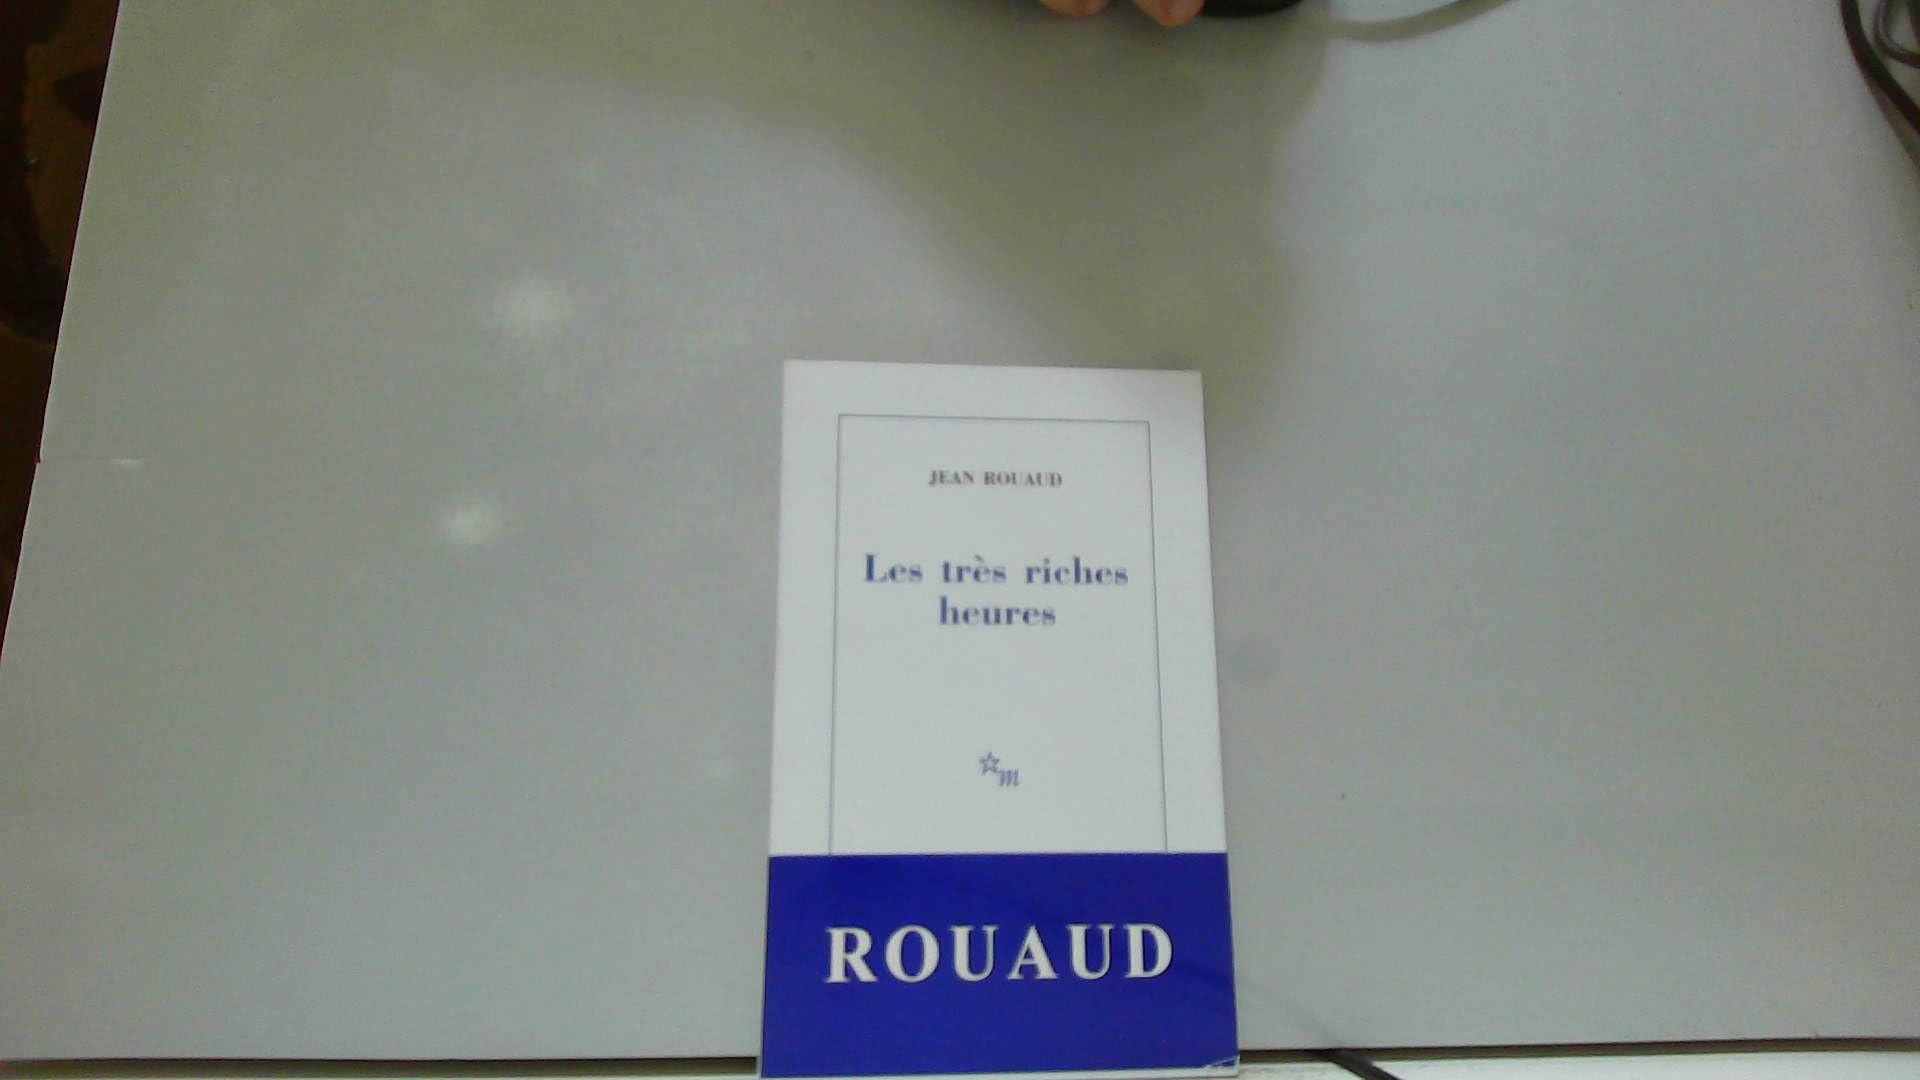 JEAN ROUAUD
Les très riches
heures
m
ROUAUD